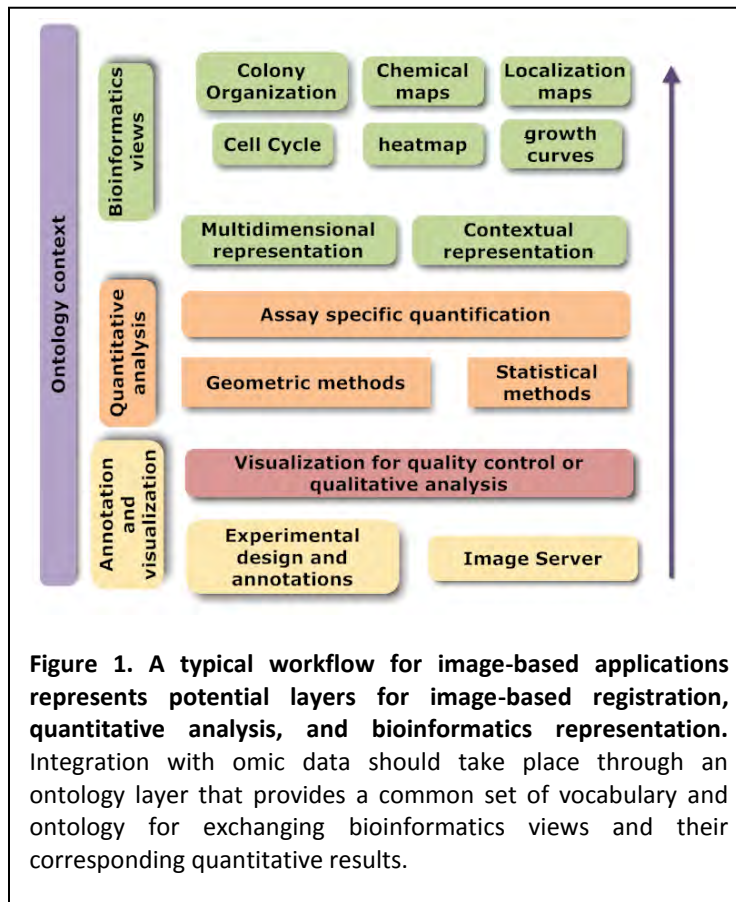 Ontology context
Bioinformatics
views
Colony
Organization
Chemical
maps
Localization
maps
Cell Cycle
heatmap
growth
curves
Multidimensional
representation
Contextual
representation
Quantitative
analysis
Assay specific quantification
Geometric methods
Statistical
methods
Annotation
and
visualization
Visualization for quality control or
qualitative analysis
Experimental
design and
annotations
Image Server
Figure 1. A typical workflow for image-based applications
represents potential layers for image-based registration,
quantitative analysis, and bioinformatics representation.
Integration with omic data should take place through an
ontology layer that provides a common set of vocabulary and
ontology for exchanging bioinformatics views and their
corresponding quantitative results.